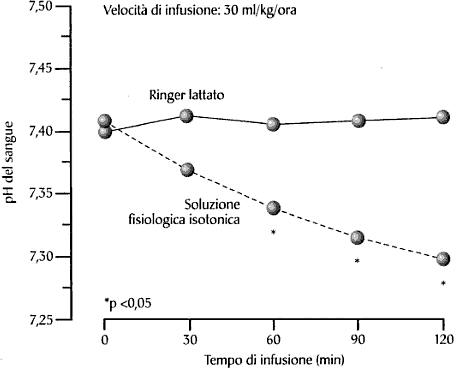 Velocità di infusione: 30 ml/kg/ora
7,50
7,45
7,40
7,35
7,30
7,25
pH del sangue
Ringer lattato
Soluzione
fisiologica isotonica
*
*
*
*p <0,05
0
30
60
90
120
Tempo di infusione (min)